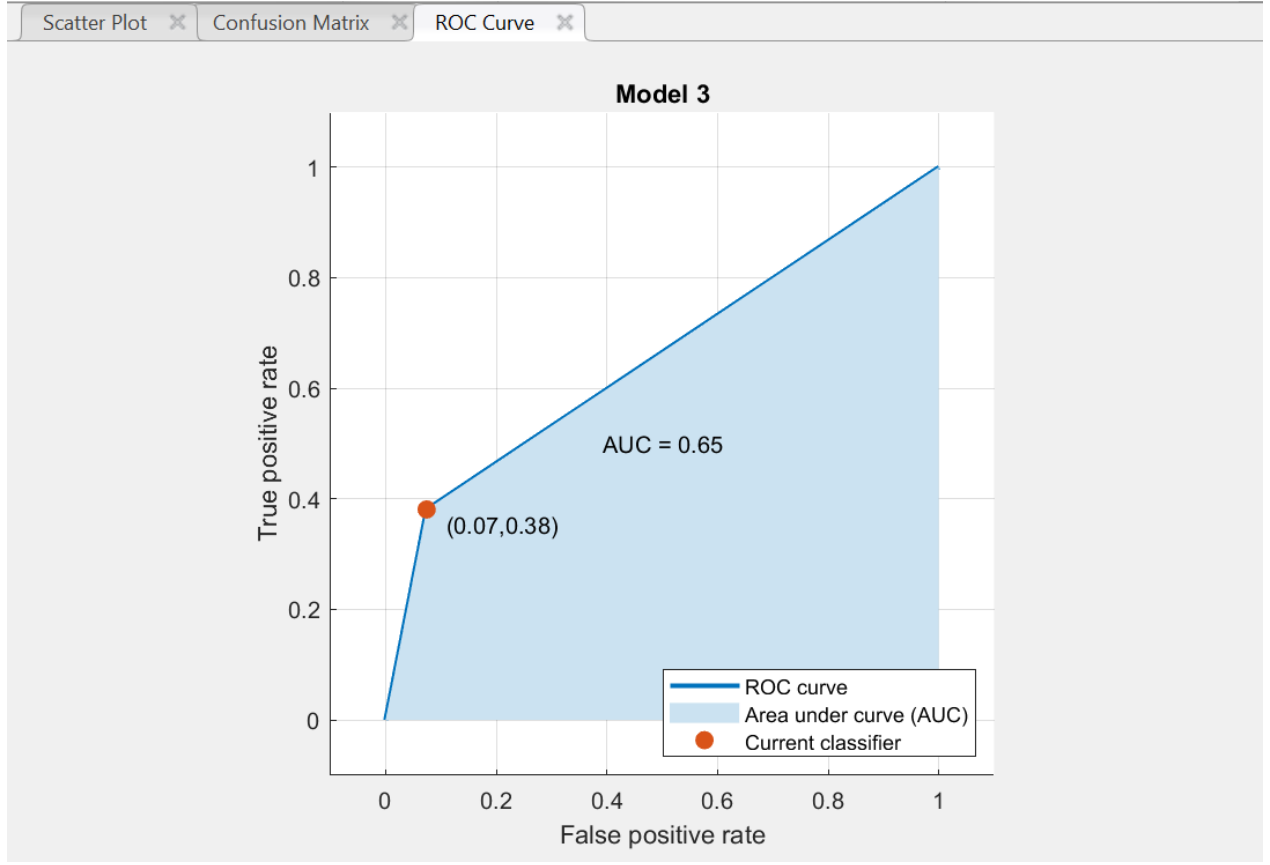 Scatter Plot
Confusion Matrix
ROC Curve
Model 3
1
0.8
0.6
0.4
0.2
0
True positive rate
AUC = 0.65
(0.07,0.38)
ROC curve
Area under curve (AUC)
Current classifier
0 0.2 0.4 0.6 0.8 1
False positive rate